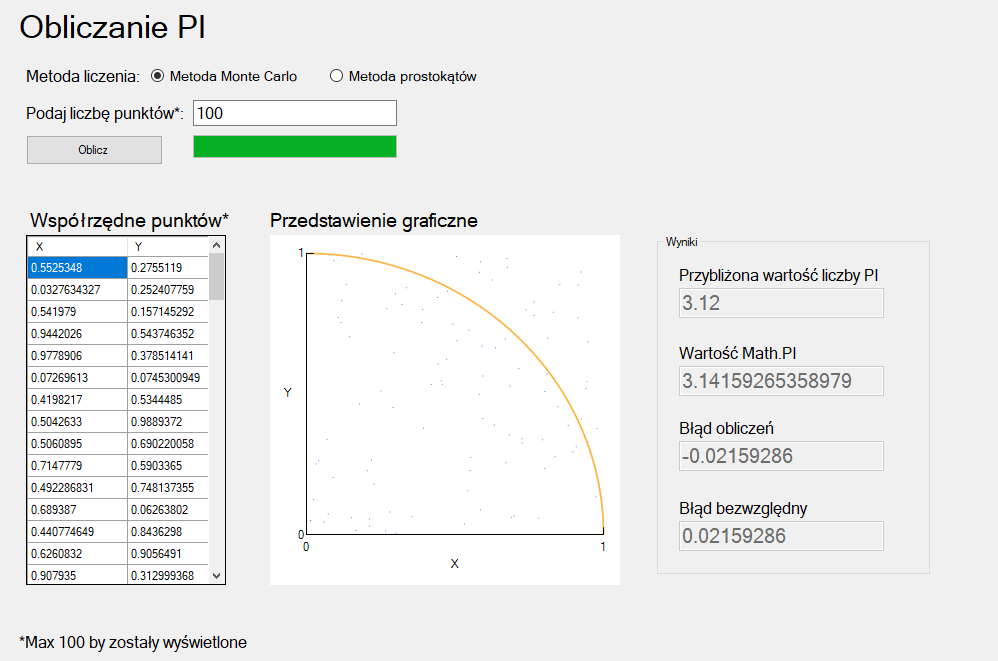 Obliczanie PI
Metoda liczenia: Metoda Monte Carlo Metoda prostokątów
Podaj liczbę punktów*: 100
Oblicz
Współrzędne punktów*
X Y
0.5525348 0.2755119
0.0327634327 0.252407759
0.541979 0.157145292
0.9442026 0.543746352
0.9778906 0.378514141
0.07269613 0.0745300949
0.4198217 0.5344485
0.5042633 0.9889372
0.5060895 0.690220058
0.7147779 0.5903365
0.492286831 0.748137355
0.689387 0.06263802
0.440774649 0.8436298
0.6260832 0.9056491
0.907935 0.312999368
Przedstawienie graficzne
1
Y
0
0 1
X
Wyniki
Przybliżona wartość liczby PI
3.12
Wartość Math.PI
3.14159265358979
Błąd obliczeń
-0.02159286
Błąd bezwzględny
0.02159286
*Max 100 by zostały wyświetlone